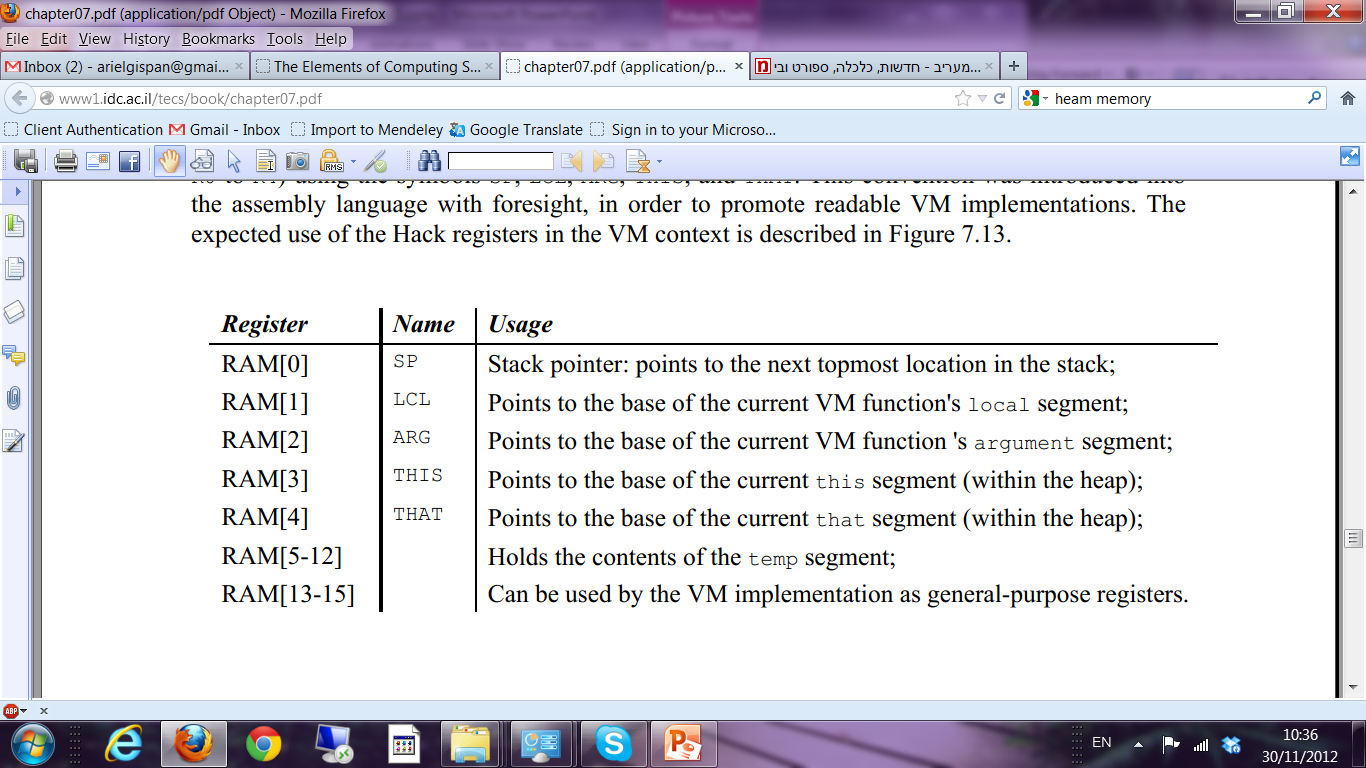 chapter07.pdf (application/pdf Object) - Mozilla Firefox
File Edit View History Bookmarks Tools Help
Inbox (2) - arielgispan@gmai... The Elements of Computing S... chapter07.pdf (application/p... מעריב - חדשות, כלכלה, ספורט ובי...
www1.idc.ac.il/tecs/book/chapter07.pdf heam memory
Client Authentication Gmail - Inbox Import to Mendeley Google Translate Sign in to your Microso...
the assembly language with foresight, in order to promote readable VM implementations. The
expected use of the Hack registers in the VM context is described in Figure 7.13.
Register Name Usage
RAM[0] SP Stack pointer: points to the next topmost location in the stack;
RAM[1] LCL Points to the base of the current VM function's local segment;
RAM[2] ARG Points to the base of the current VM function 's argument segment;
RAM[3] THIS Points to the base of the current this segment (within the heap);
RAM[4] THAT Points to the base of the current that segment (within the heap);
RAM[5-12] Holds the contents of the temp segment;
RAM[13-15] Can be used by the VM implementation as general-purpose registers.
ABP
EN 10:36
30/11/2012